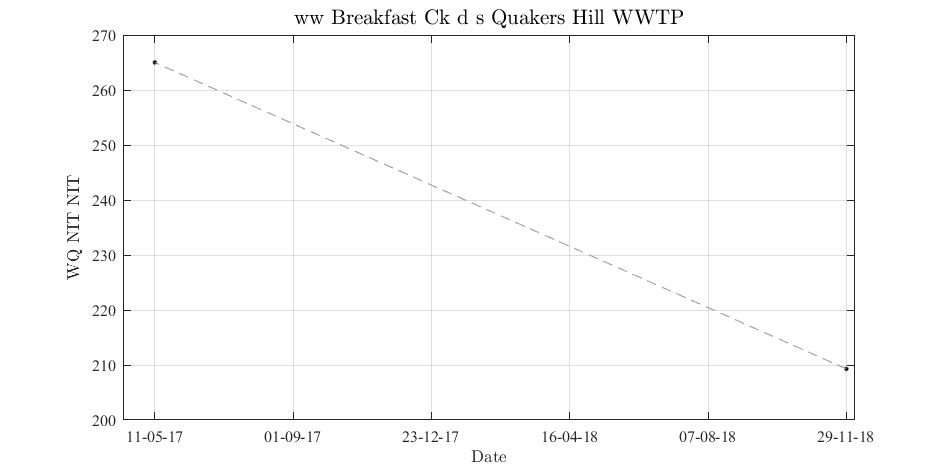 ww Breakfast Ck d s Quakers Hill WWTP
270
260
250
240
230
220
210
200
WQ NIT NIT
11-05-17 01-09-17 23-12-17 16-04-18 07-08-18 29-11-18
Date